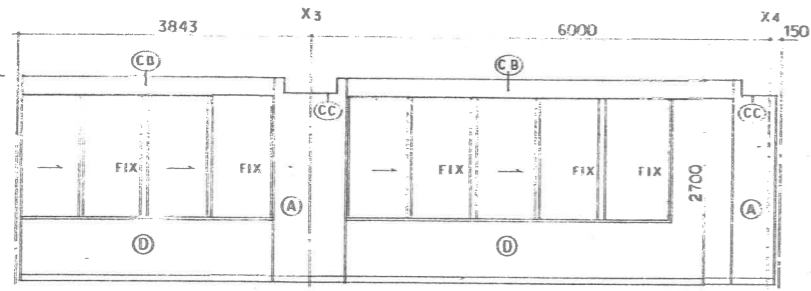 3843 X3 6000 X4 150
CB CB
CC CC
FIX FIX FIX FIX FIX
2700
A A
D D